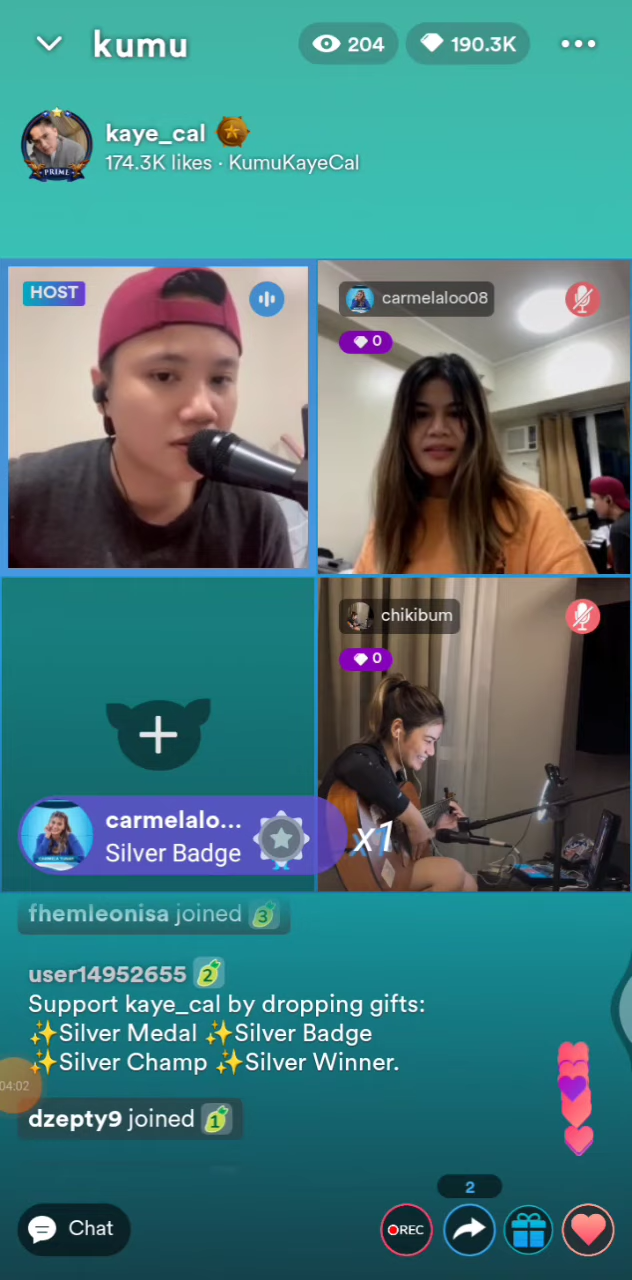 kumu
204
190.3K
kaye_cal
174.3K likes · KumuKayeCal
PRIME
HOST
carmelaloo08
0
chikibum
0
carmelalo...
Silver Badge
x1
fhemleonisa joined 3
user14952655 2
Support kaye_cal by dropping gifts:
✨Silver Medal ✨Silver Badge
✨Silver Champ ✨Silver Winner.
04:02
dzepty9 joined 1
2
Chat
REC